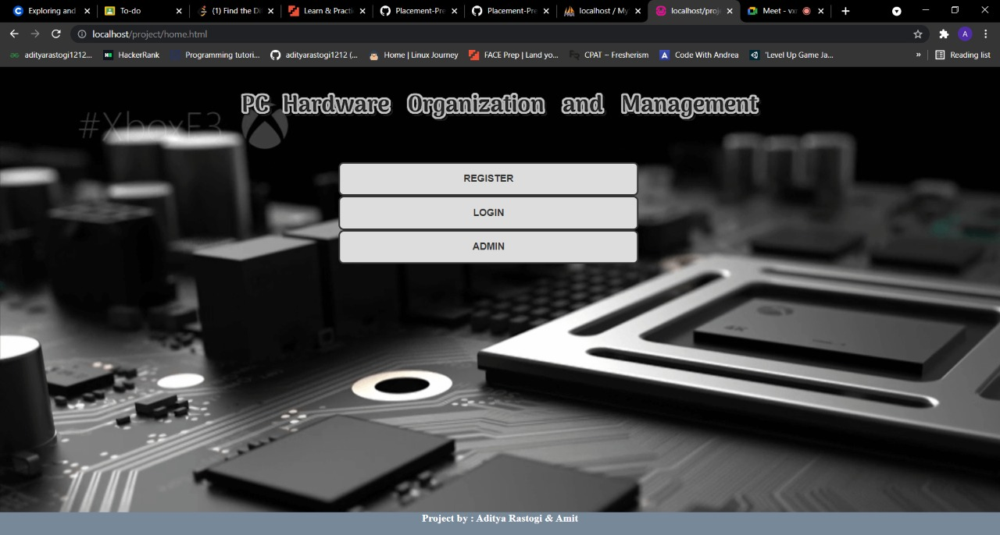 Exploring and
To-do
(1) Find the Di
Learn & Practi
Placement-Pre
Placement-Pre
localhost / My
localhost/proj
Meet - vxr
localhost/project/home.html
A
adityarastogi1212...
HackerRank
Programming tutori...
adityarastogi1212 (...
Home | Linux Journey
FACE Prep | Land yo...
CPAT – Fresherism
Code With Andrea
'Level Up Game Ja...
»
Reading list
PC Hardware Organization and Management
#XboxE3
REGISTER
LOGIN
ADMIN
4K
Project by : Aditya Rastogi & Amit